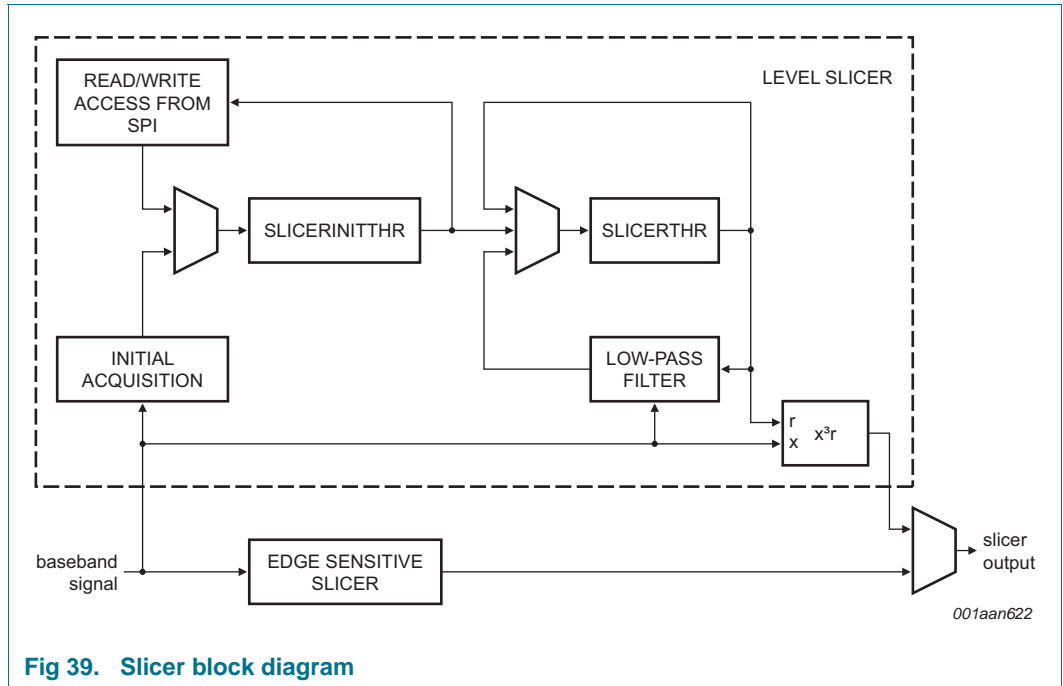 READ/WRITE
ACCESS FROM
SPI
LEVEL SLICER
SLICERINITTHR
SLICERTHR
INITIAL
ACQUISITION
LOW-PASS
FILTER
r
x
x³r
baseband
signal
EDGE SENSITIVE
SLICER
slicer
output
001aan622
Fig 39. Slicer block diagram